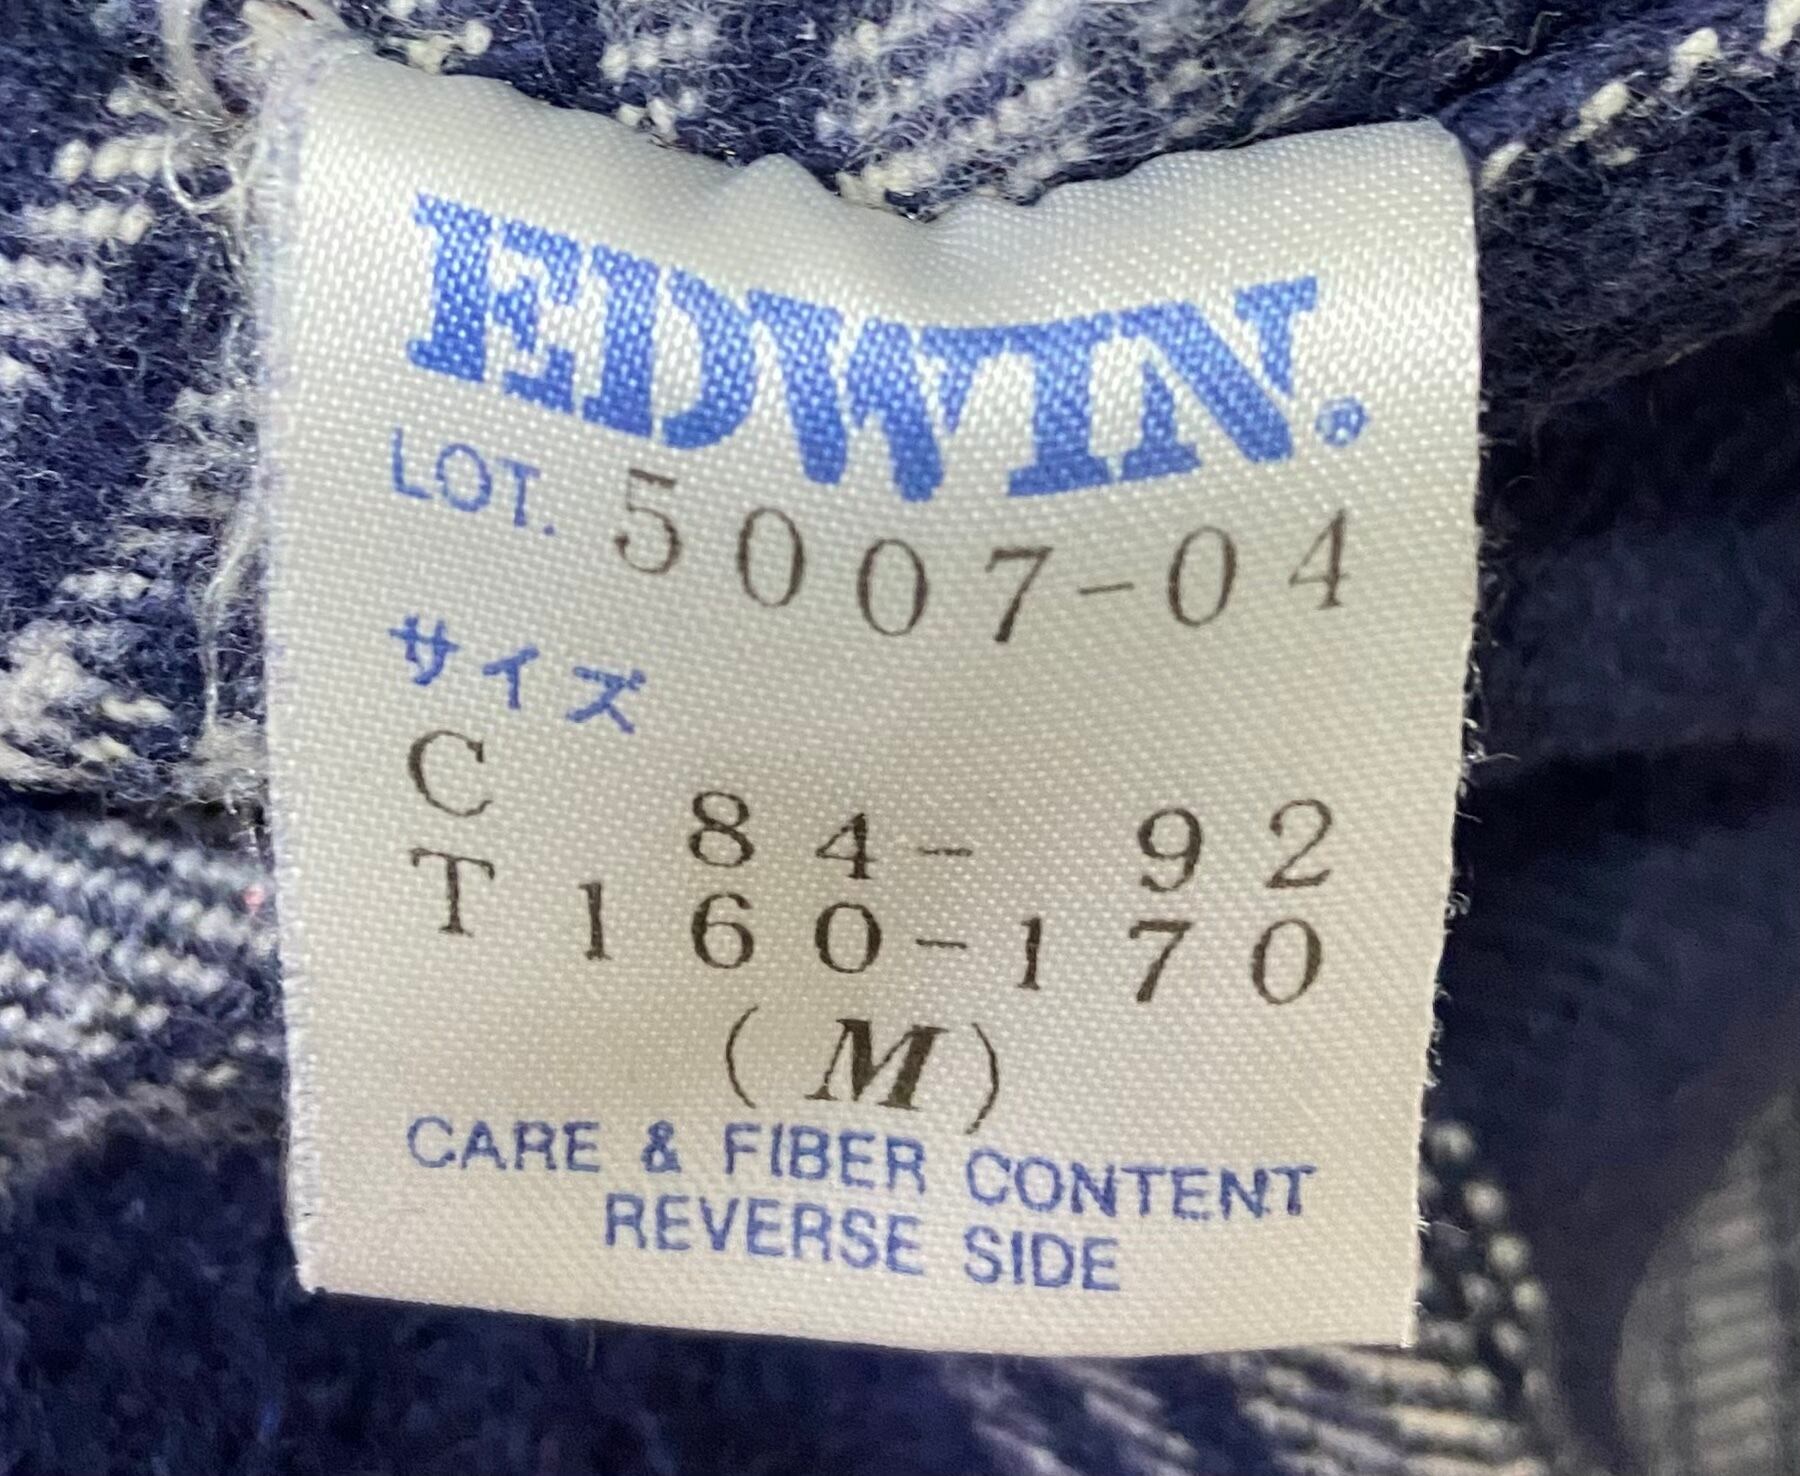 EDWIN®
LOT. 5007-04
サイズ
C 84-92
T 160-170
(M)
CARE & FIBER CONTENT
REVERSE SIDE